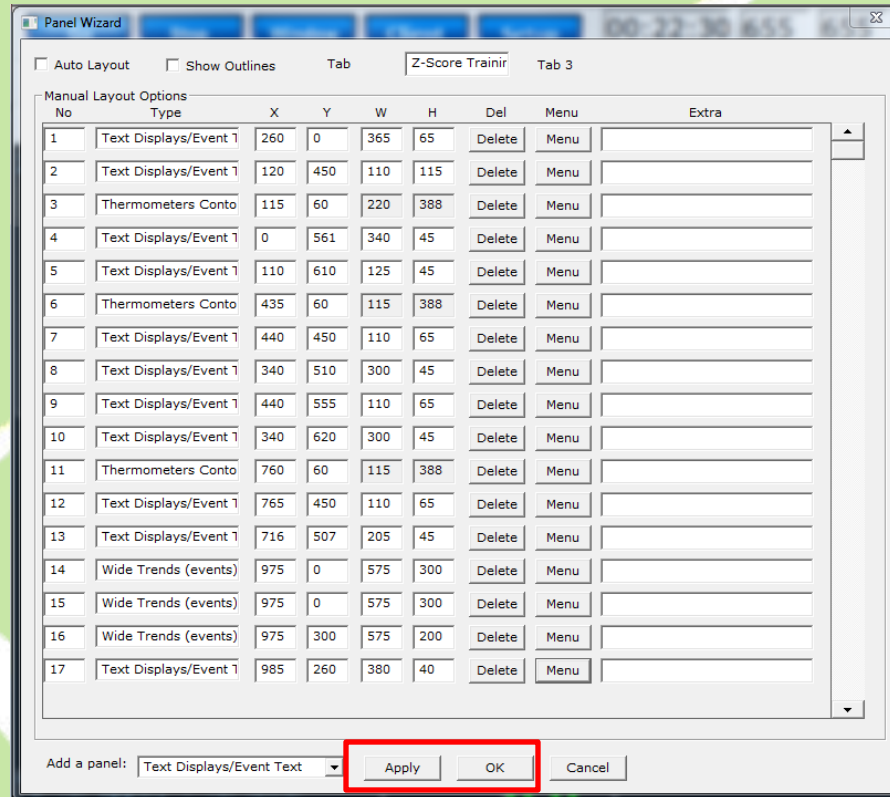 Panel Wizard
00:22:30 655 655
Auto Layout Show Outlines Tab Z-Score Trainin Tab 3
Manual Layout Options
No Type X Y W H Del Menu Extra
1 Text Displays/Event T 260 0 365 65 Delete Menu
2 Text Displays/Event T 120 450 110 115 Delete Menu
3 Thermometers Conto 115 60 220 388 Delete Menu
4 Text Displays/Event T 0 561 340 45 Delete Menu
5 Text Displays/Event T 110 610 125 45 Delete Menu
6 Thermometers Conto 435 60 115 388 Delete Menu
7 Text Displays/Event T 440 450 110 65 Delete Menu
8 Text Displays/Event T 340 510 300 45 Delete Menu
9 Text Displays/Event T 440 555 110 65 Delete Menu
10 Text Displays/Event T 340 620 300 45 Delete Menu
11 Thermometers Conto 760 60 115 388 Delete Menu
12 Text Displays/Event T 765 450 110 65 Delete Menu
13 Text Displays/Event T 716 507 205 45 Delete Menu
14 Wide Trends (events) 975 0 575 300 Delete Menu
15 Wide Trends (events) 975 0 575 300 Delete Menu
16 Wide Trends (events) 975 300 575 200 Delete Menu
17 Text Displays/Event T 985 260 380 40 Delete Menu
Add a panel: Text Displays/Event Text Apply OK Cancel